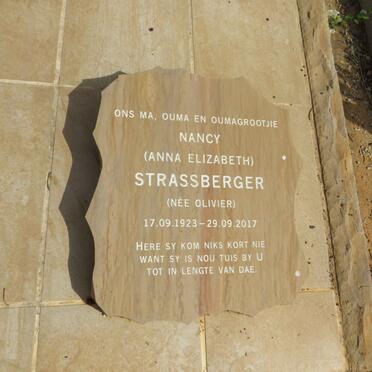 ONS MA, OUMA EN OUMAGROOTJIE
NANCY
(ANNA ELIZABETH)
STRASSBERGER
(NÉE OLIVIER)
17.09.1923–29.09.2017
HERE SY KOM NIKS KORT NIE
WANT SY IS NOU TUIS BY U
TOT IN LENGTE VAN DAE.